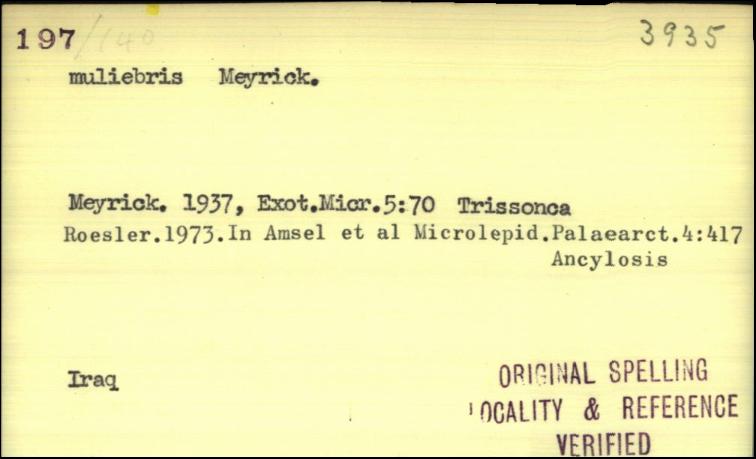 197/140 3935
muliebris Meyrick.
Meyrick. 1937, Exot.Micr.5:70 Trissonca
Roesler.1973.In Amsel et al Microlepid.Palaearct.4:417
Ancylosis
Iraq
ORIGINAL SPELLING
LOCALITY & REFERENCE
VERIFIED